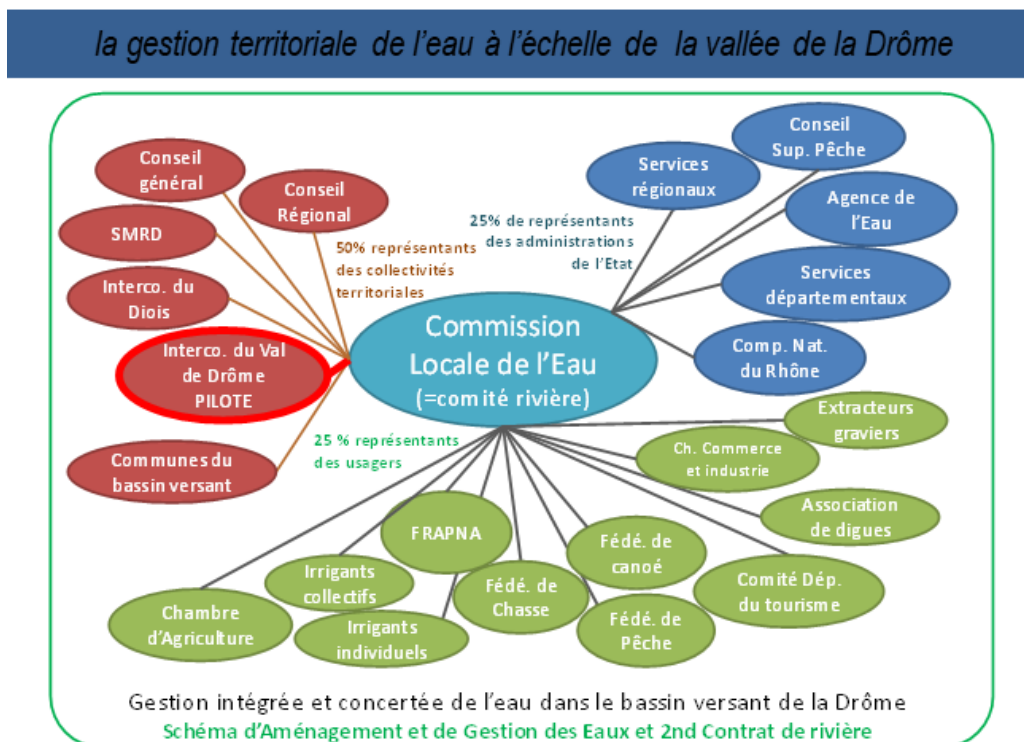 la gestion territoriale de l'eau à l'échelle de la vallée de la Drôme
Conseil
général
Conseil
Régional
SMRD
Interco. du
Diois
Interco. du Val
de Drôme
PILOTE
Communes du
bassin versant
50% représentants
des collectivités
territoriales
Commission
Locale de l'Eau
(=comité rivière)
25% de représentants
des administrations
de l'Etat
Services
régionaux
Conseil
Sup. Pêche
Agence de
l'Eau
Services
départementaux
Comp. Nat.
du Rhône
25 % représentants
des usagers
Extracteurs
graviers
Ch. Commerce
et industrie
Association
de digues
Comité Dép.
du tourisme
Fédé. de
canoé
Fédé. de
Pêche
Fédé. de
Chasse
FRAPNA
Irrigants
collectifs
Irrigants
individuels
Chambre
d'Agriculture
Gestion intégrée et concertée de l'eau dans le bassin versant de la Drôme
Schéma d'Aménagement et de Gestion des Eaux et 2nd Contrat de rivière